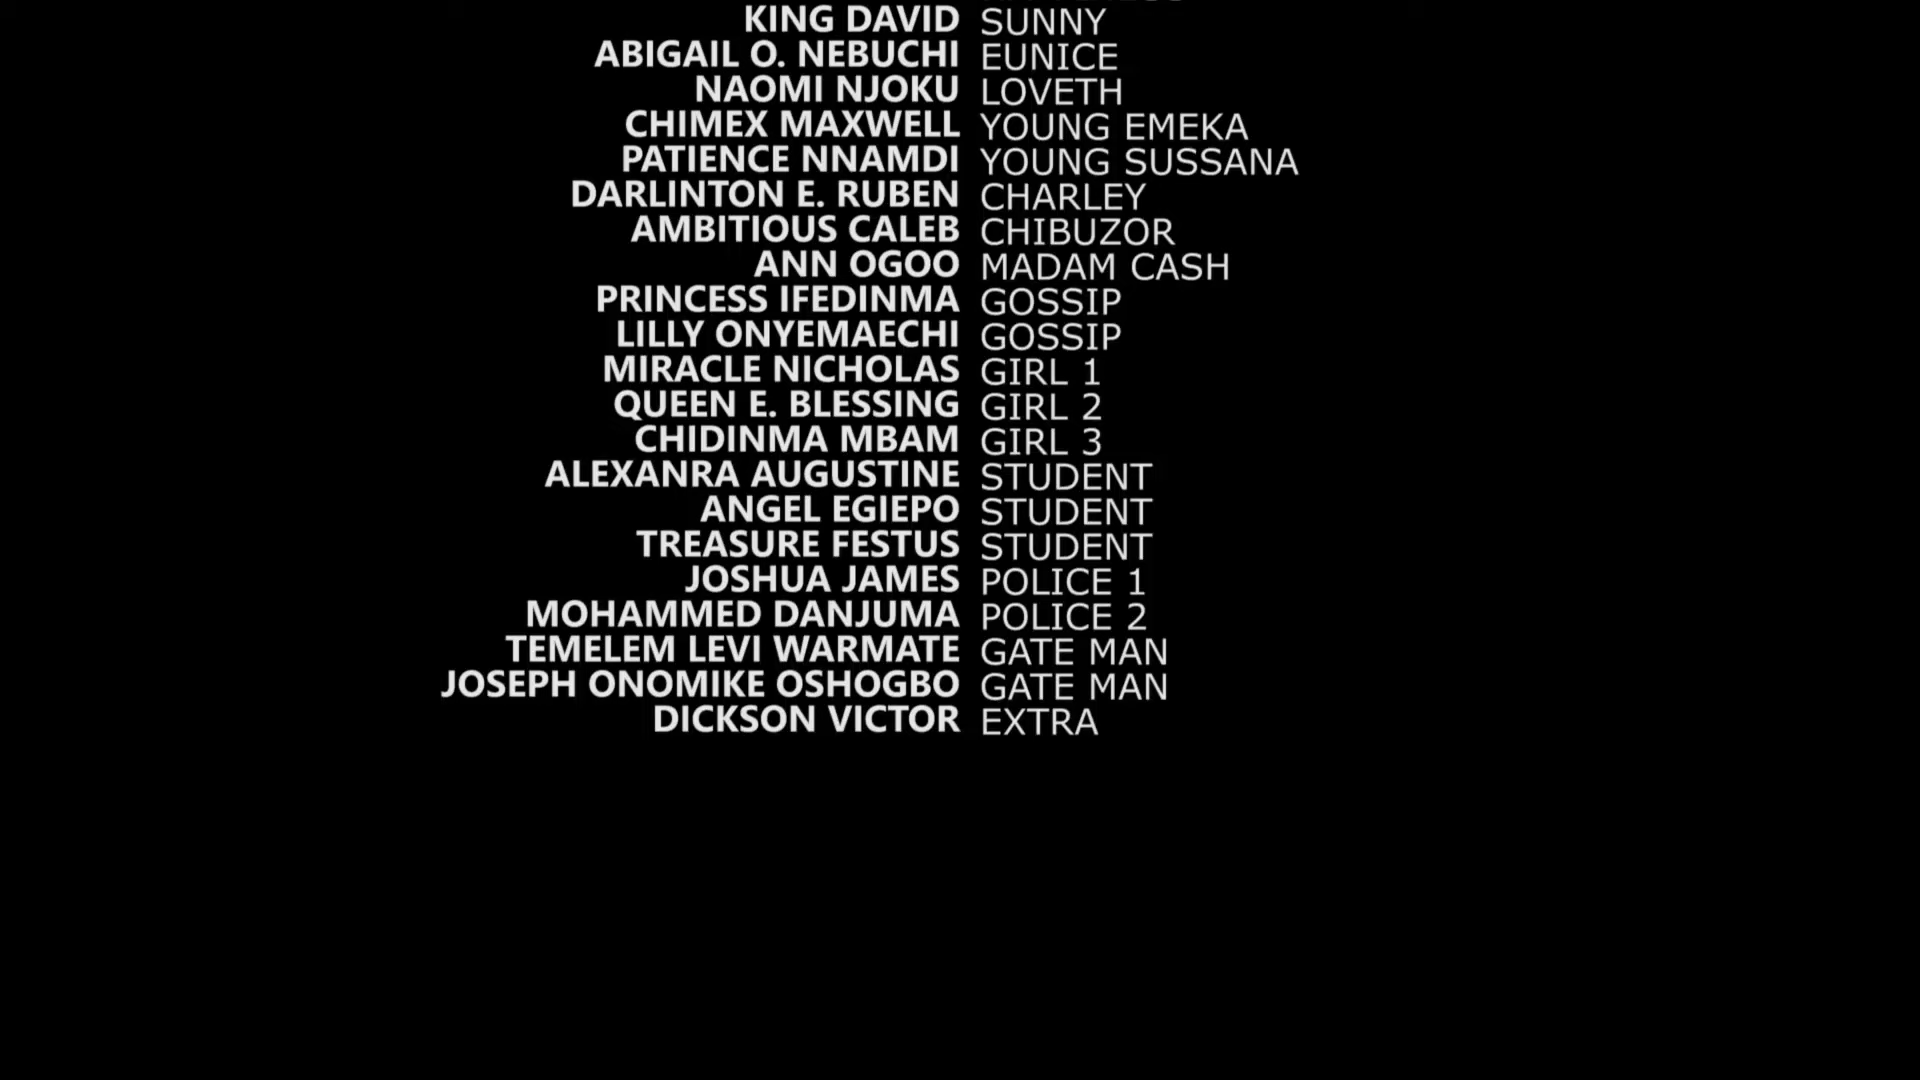 KING DAVID SUNNY
ABIGAIL O. NEBUCHI EUNICE
NAOMI NJOKU LOVETH
CHIMEX MAXWELL YOUNG EMEKA
PATIENCE NNAMDI YOUNG SUSSANA
DARLINTON E. RUBEN CHARLEY
AMBITIOUS CALEB CHIBUZOR
ANN OGOO MADAM CASH
PRINCESS IFEDINMA GOSSIP
LILLY ONYEMAECHI GOSSIP
MIRACLE NICHOLAS GIRL 1
QUEEN E. BLESSING GIRL 2
CHIDINMA MBAM GIRL 3
ALEXANRA AUGUSTINE STUDENT
ANGEL EGIEPO STUDENT
TREASURE FESTUS STUDENT
JOSHUA JAMES POLICE 1
MOHAMMED DANJUMA POLICE 2
TEMELEM LEVI WARMATE GATE MAN
JOSEPH ONOMIKE OSHOGBO GATE MAN
DICKSON VICTOR EXTRA